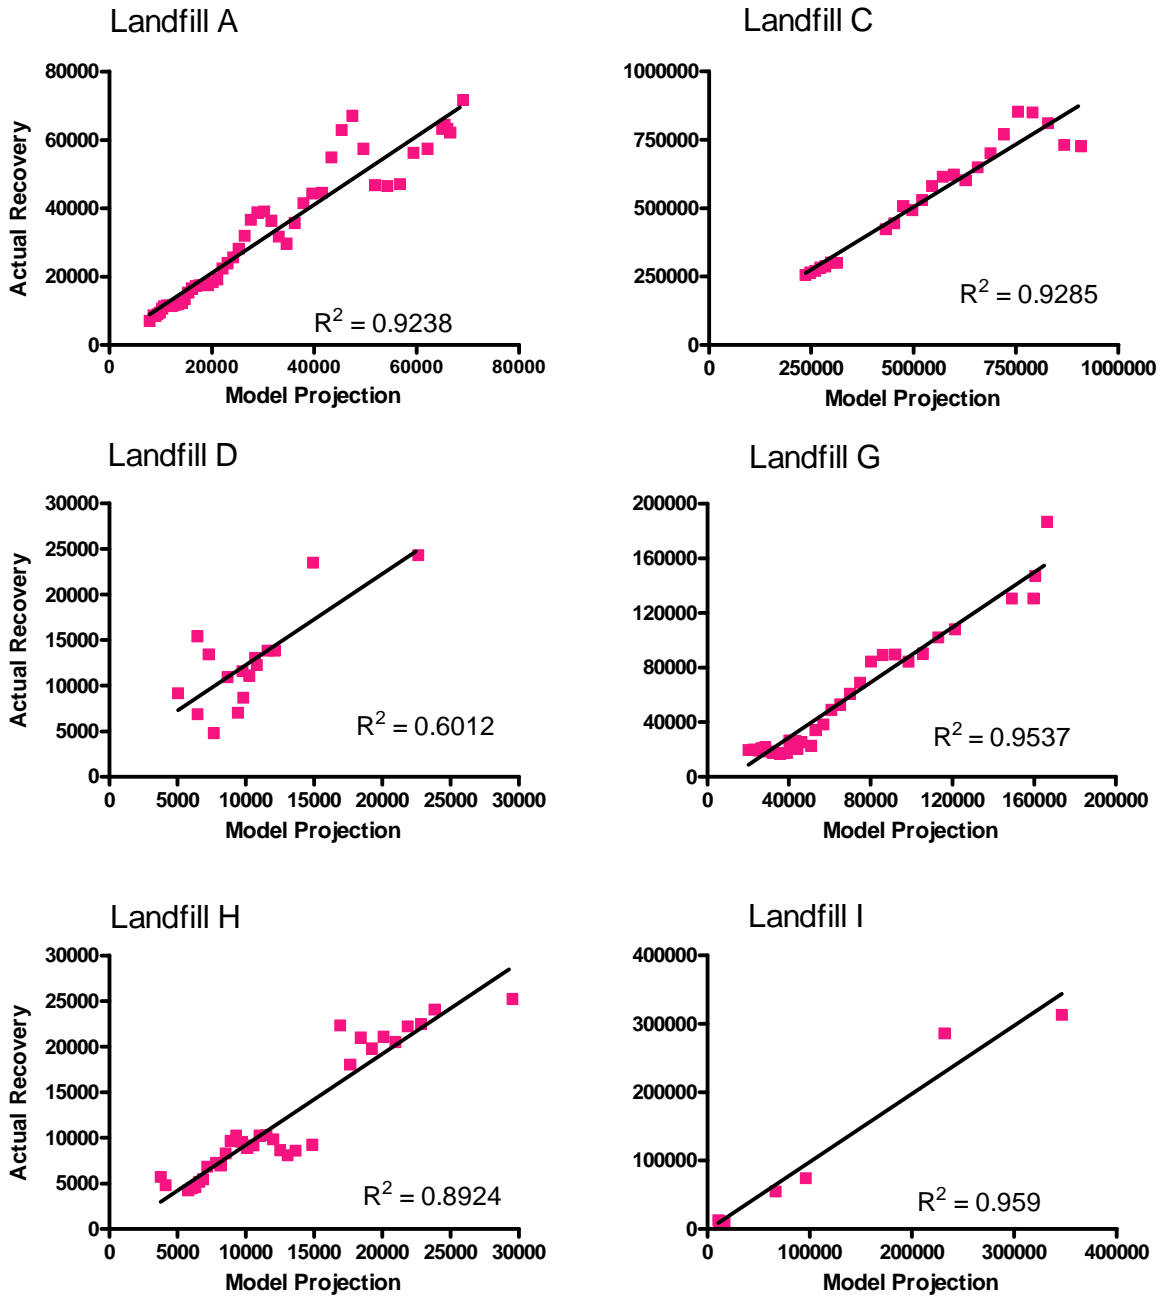 Landfill A
Actual Recovery
80000
60000
40000
20000
0
R² = 0.9238
0 20000 40000 60000 80000
Model Projection
Landfill C
1000000
750000
500000
250000
0
R² = 0.9285
0 250000 500000 750000 1000000
Model Projection
Landfill D
Actual Recovery
30000
25000
20000
15000
10000
5000
0
R² = 0.6012
0 5000 10000 15000 20000 25000 30000
Model Projection
Landfill G
200000
160000
120000
80000
40000
0
R² = 0.9537
0 40000 80000 120000 160000 200000
Model Projection
Landfill H
Actual Recovery
30000
25000
20000
15000
10000
5000
0
R² = 0.8924
0 5000 10000 15000 20000 25000 30000
Model Projection
Landfill I
400000
300000
200000
100000
0
R² = 0.959
0 100000 200000 300000 400000
Model Projection